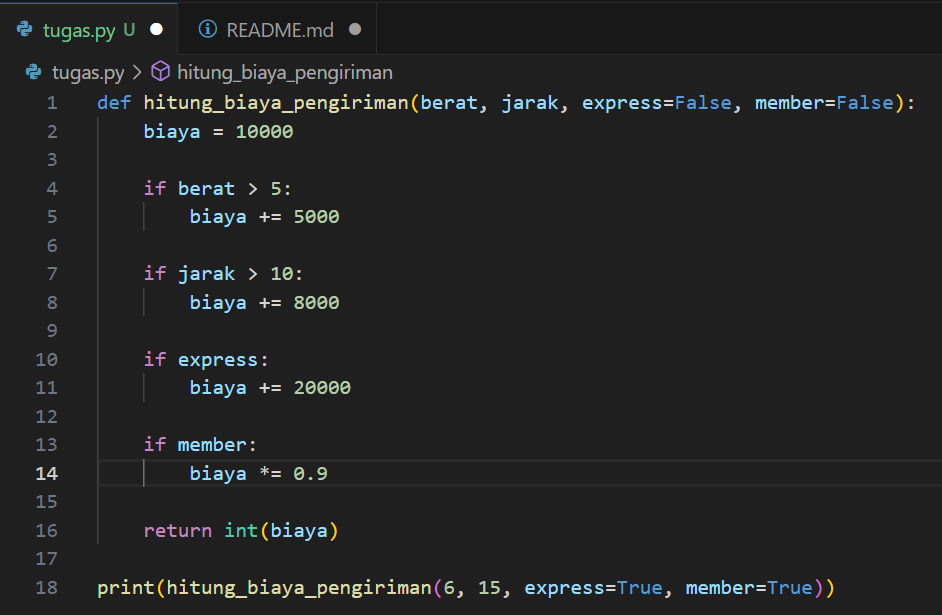 tugas.py U README.md
tugas.py > hitung_biaya_pengiriman
1 def hitung_biaya_pengiriman(berat, jarak, express=False, member=False):
2     biaya = 10000
3
4     if berat > 5:
5         biaya += 5000
6
7     if jarak > 10:
8         biaya += 8000
9
10     if express:
11         biaya += 20000
12
13     if member:
14         biaya *= 0.9
15
16     return int(biaya)
17
18 print(hitung_biaya_pengiriman(6, 15, express=True, member=True))